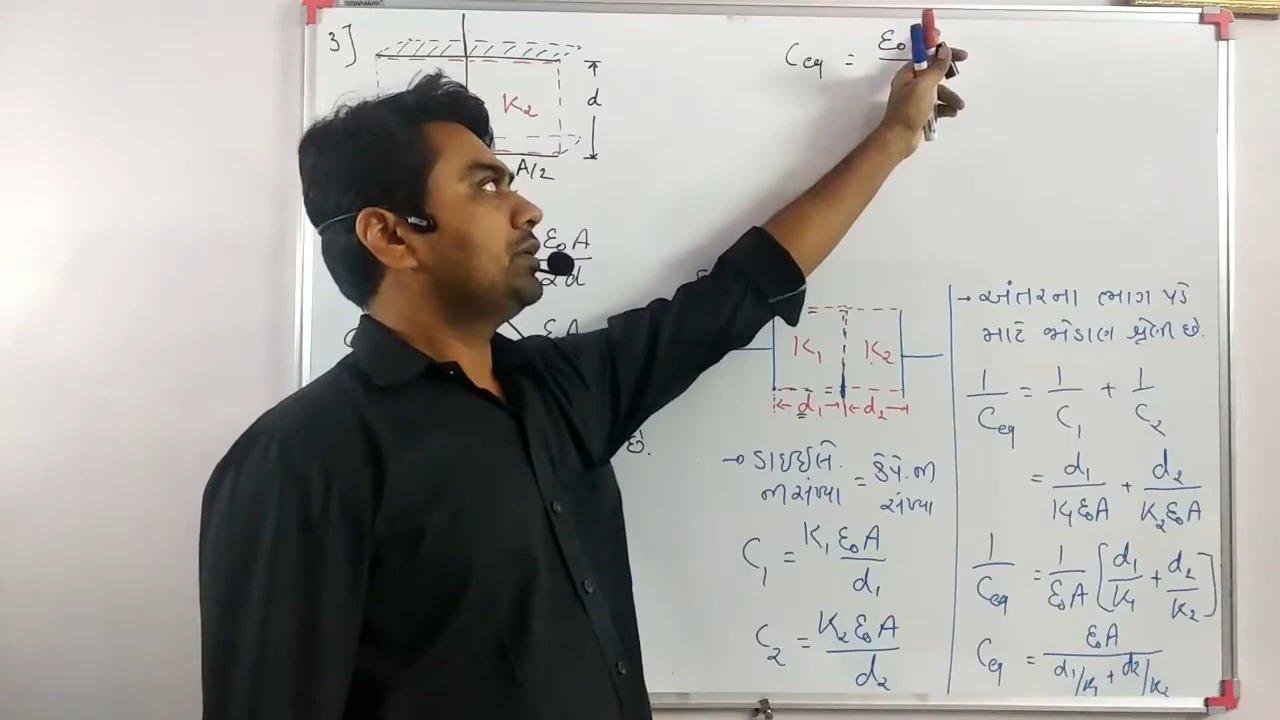 3]
K₂
d
A/2
ε₀A
2d
ε₀A
છે.
Ceq = ε₀
K₁ K₂
d₁ d₂
→ ડાઇઈલે.
ની સંખ્યા = કેપે. ની સંખ્યા
C₁ = K₁ε₀A / d₁
C₂ = K₂ε₀A / d₂
→ અંતરના ભાગ પડે
માટે જોડાણ શ્રેણી છે.
1/Ceq = 1/C₁ + 1/C₂
= d₁/K₁ε₀A + d₂/K₂ε₀A
1/Ceq = 1/ε₀A [d₁/K₁ + d₂/K₂]
Ceq = ε₀A / d₁/K₁ + d₂/K₂